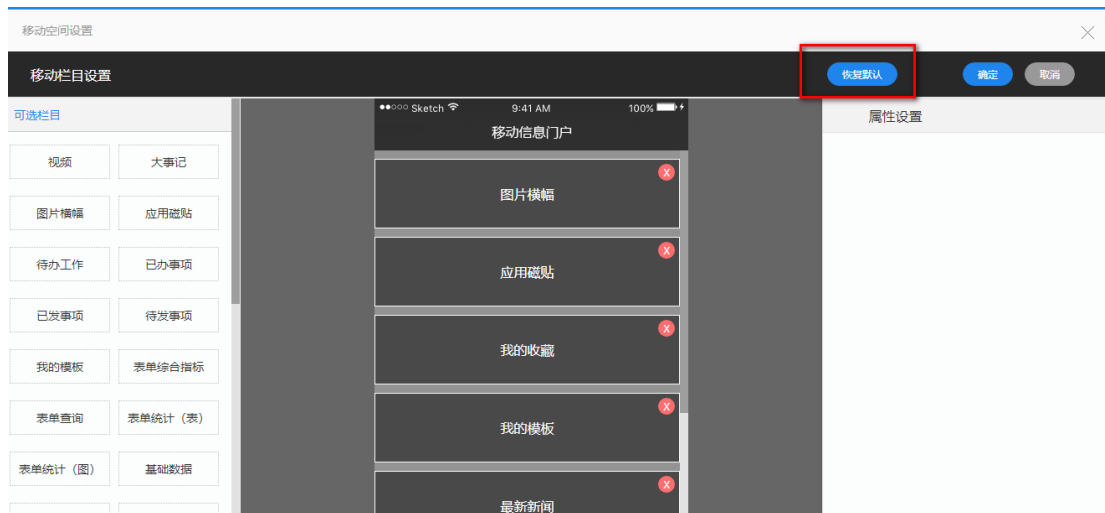 移动空间设置
移动栏目设置
恢复默认
确定
取消
可选栏目
视频
大事记
图片横幅
应用磁贴
待办工作
已办事项
已发事项
待发事项
我的模板
表单综合指标
表单查询
表单统计（表）
表单统计（图）
基础数据
Sketch
9:41 AM
100%
移动信息门户
图片横幅
X
应用磁贴
X
我的收藏
X
我的模板
X
最新新闻
X
属性设置